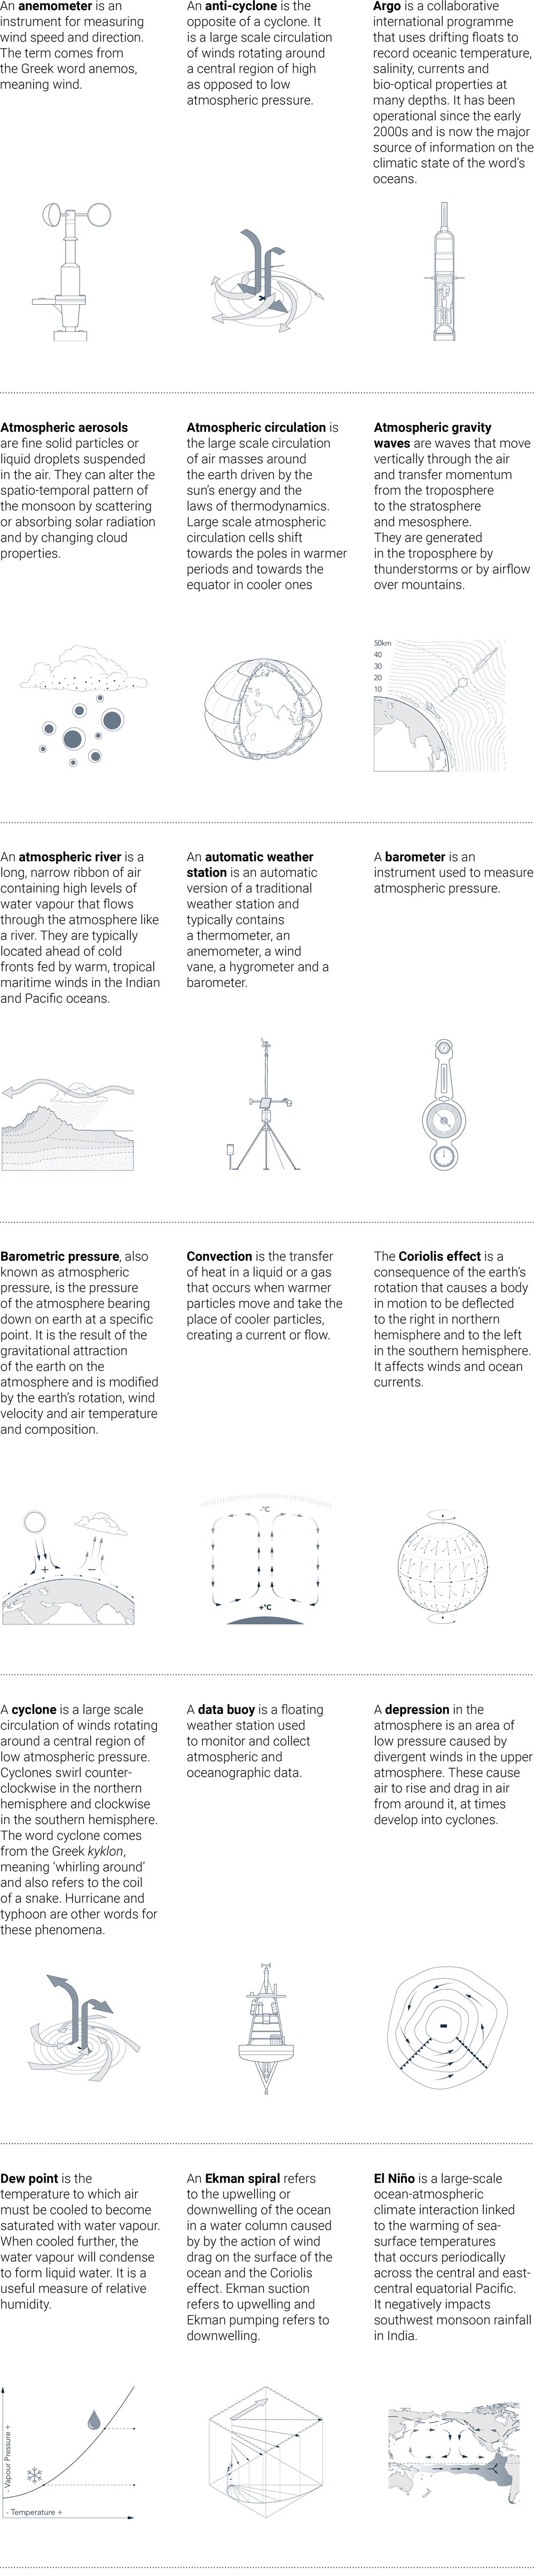 An anemometer is an
instrument for measuring
wind speed and direction.
The term comes from
the Greek word anemos,
meaning wind.
An anti-cyclone is the
opposite of a cyclone. It
is a large scale circulation
of winds rotating around
a central region of high
as opposed to low
atmospheric pressure.
Argo is a collaborative
international programme
that uses drifting floats to
record oceanic temperature,
salinity, currents and
bio-optical properties at
many depths. It has been
operational since the early
2000s and is now the major
source of information on the
climatic state of the word's
oceans.
Atmospheric aerosols
are fine solid particles or
liquid droplets suspended
in the air. They can alter the
spatio-temporal pattern of
the monsoon by scattering
or absorbing solar radiation
and by changing cloud
properties.
Atmospheric circulation is
the large scale circulation
of air masses around
the earth driven by the
sun's energy and the
laws of thermodynamics.
Large scale atmospheric
circulation cells shift
towards the poles in warmer
periods and towards the
equator in cooler ones
Atmospheric gravity
waves are waves that move
vertically through the air
and transfer momentum
from the troposphere
to the stratosphere
and mesosphere.
They are generated
in the troposphere by
thunderstorms or by airflow
over mountains.
50km
40
30
20
10
An atmospheric river is a
long, narrow ribbon of air
containing high levels of
water vapour that flows
through the atmosphere like
a river. They are typically
located ahead of cold
fronts fed by warm, tropical
maritime winds in the Indian
and Pacific oceans.
An automatic weather
station is an automatic
version of a traditional
weather station and
typically contains
a thermometer, an
anemometer, a wind
vane, a hygrometer and a
barometer.
A barometer is an
instrument used to measure
atmospheric pressure.
Barometric pressure, also
known as atmospheric
pressure, is the pressure
of the atmosphere bearing
down on earth at a specific
point. It is the result of the
gravitational attraction
of the earth on the
atmosphere and is modified
by the earth's rotation, wind
velocity and air temperature
and composition.
+ −
Convection is the transfer
of heat in a liquid or a gas
that occurs when warmer
particles move and take the
place of cooler particles,
creating a current or flow.
-°C
+°C
The Coriolis effect is a
consequence of the earth's
rotation that causes a body
in motion to be deflected
to the right in northern
hemisphere and to the left
in the southern hemisphere.
It affects winds and ocean
currents.
A cyclone is a large scale
circulation of winds rotating
around a central region of
low atmospheric pressure.
Cyclones swirl counter-
clockwise in the northern
hemisphere and clockwise
in the southern hemisphere.
The word cyclone comes
from the Greek kyklon,
meaning 'whirling around'
and also refers to the coil
of a snake. Hurricane and
typhoon are other words for
these phenomena.
A data buoy is a floating
weather station used
to monitor and collect
atmospheric and
oceanographic data.
A depression in the
atmosphere is an area of
low pressure caused by
divergent winds in the upper
atmosphere. These cause
air to rise and drag in air
from around it, at times
develop into cyclones.
Dew point is the
temperature to which air
must be cooled to become
saturated with water vapour.
When cooled further, the
water vapour will condense
to form liquid water. It is a
useful measure of relative
humidity.
- Vapour Pressure +
- Temperature +
An Ekman spiral refers
to the upwelling or
downwelling of the ocean
in a water column caused
by by the action of wind
drag on the surface of the
ocean and the Coriolis
effect. Ekman suction
refers to upwelling and
Ekman pumping refers to
downwelling.
El Niño is a large-scale
ocean-atmospheric
climate interaction linked
to the warming of sea-
surface temperatures
that occurs periodically
across the central and east-
central equatorial Pacific.
It negatively impacts
southwest monsoon rainfall
in India.